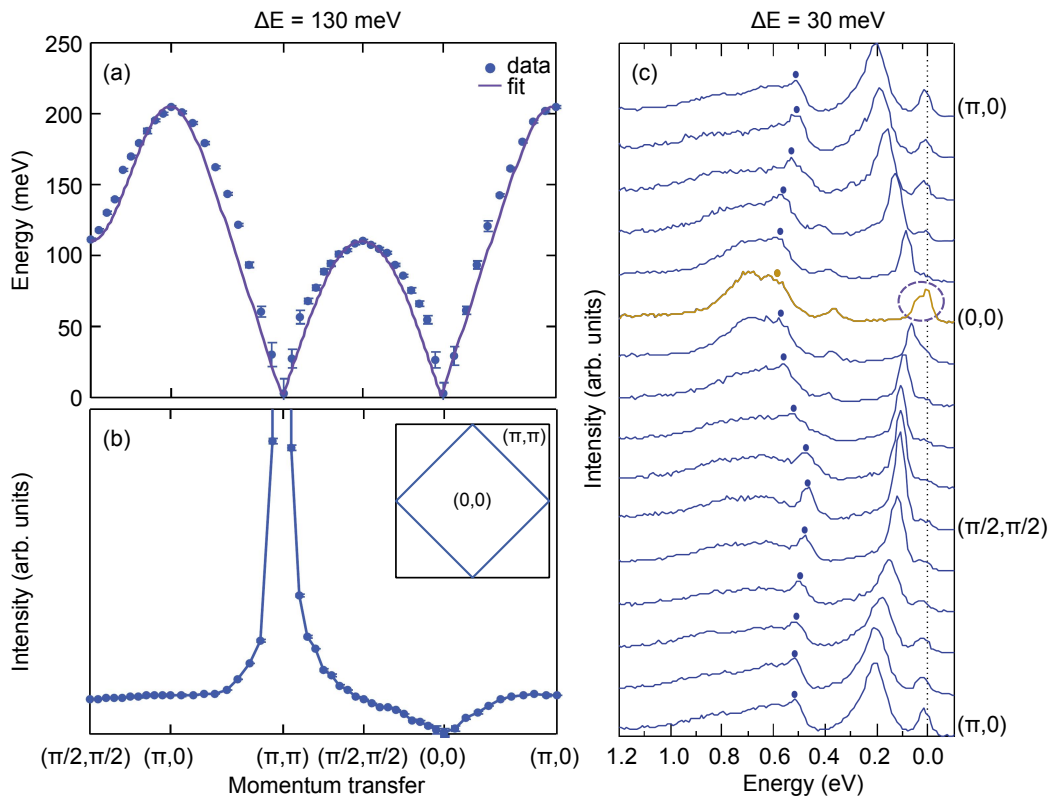 ΔE = 130 meV
(a)
data
fit
250
200
150
100
50
0
Energy (meV)
(b)
(π,π)
(0,0)
Intensity (arb. units)
(π/2,π/2) (π,0) (π,π) (π/2,π/2) (0,0) (π,0)
Momentum transfer
ΔE = 30 meV
(c)
(π,0)
(0,0)
(π/2,π/2)
(π,0)
Intensity (arb. units)
1.2 1.0 0.8 0.6 0.4 0.2 0.0
Energy (eV)